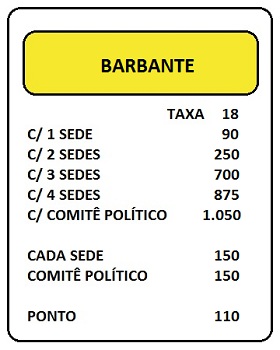 BARBANTE
TAXA 18
C/ 1 SEDE 90
C/ 2 SEDES 250
C/ 3 SEDES 700
C/ 4 SEDES 875
C/ COMITÊ POLÍTICO 1.050
CADA SEDE 150
COMITÊ POLÍTICO 150
PONTO 110